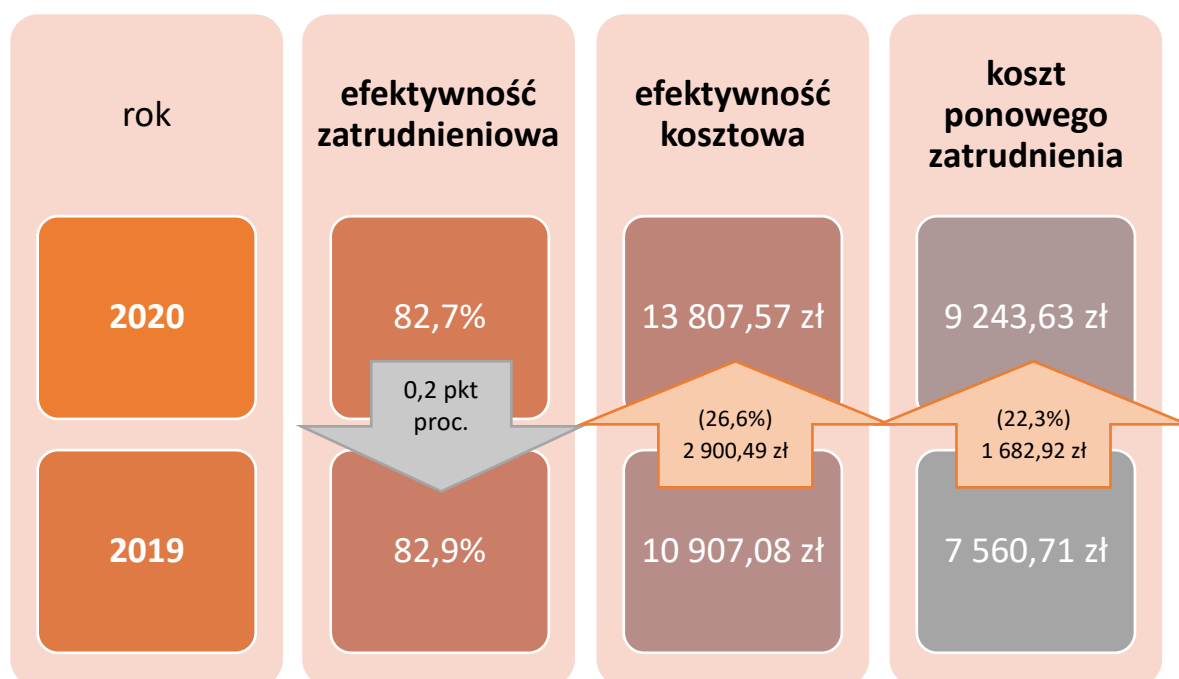 rok
efektywność
zatrudnieniowa
efektywność
kosztowa
koszt
ponowego
zatrudnienia
2020
82,7%
13 807,57 zł
9 243,63 zł
0,2 pkt
proc.
(26,6%)
2 900,49 zł
(22,3%)
1 682,92 zł
2019
82,9%
10 907,08 zł
7 560,71 zł